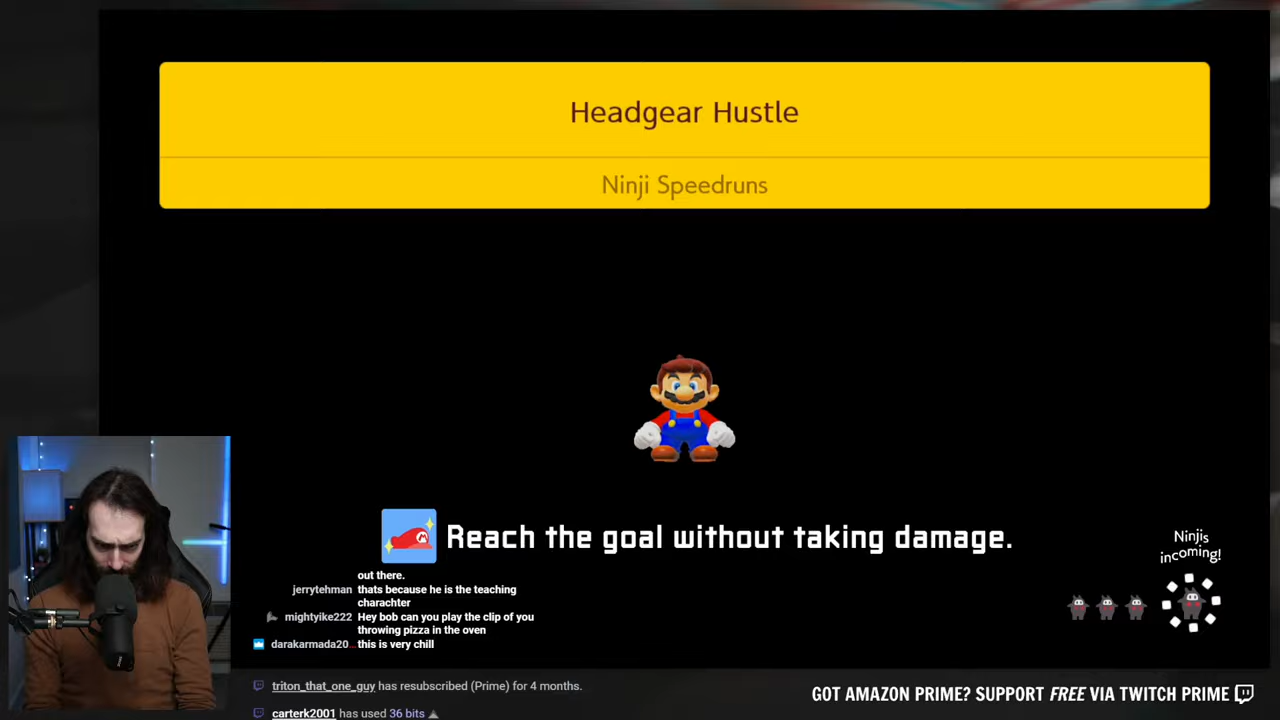 Headgear Hustle
Ninji Speedruns
Reach the goal without taking damage.
Ninjis
incoming!
out there.
jerrytehman thats because he is the teaching
charachter
mightyike222 Hey bob can you play the clip of you
throwing pizza in the oven
darakarmada20... this is very chill
triton_that_one_guy has resubscribed (Prime) for 4 months.
carterk2001 has used 36 bits
GOT AMAZON PRIME? SUPPORT FREE VIA TWITCH PRIME